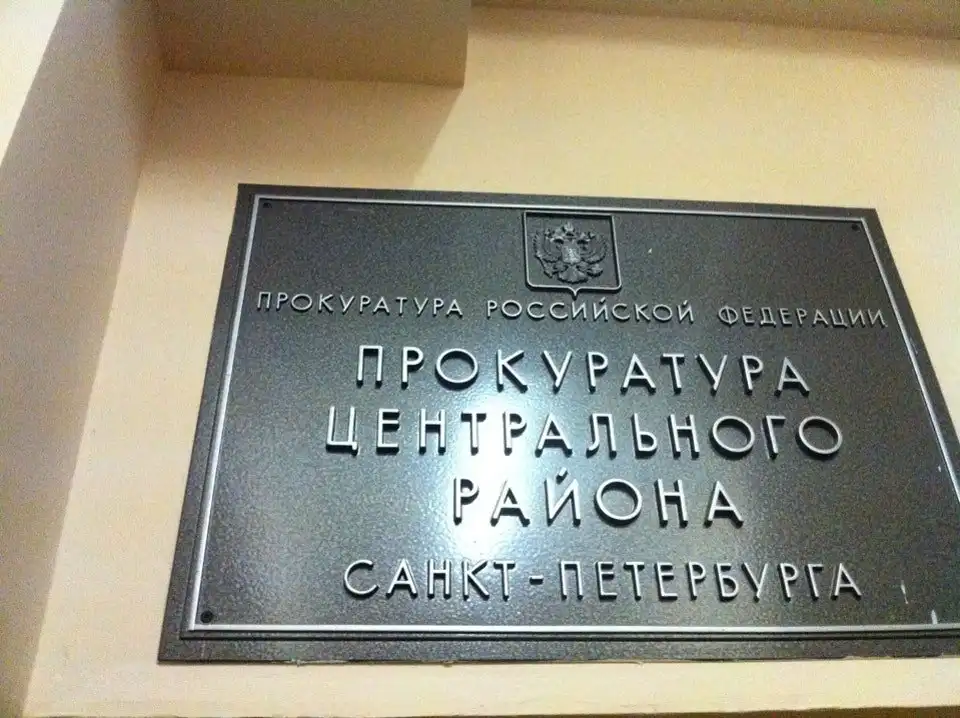 ПРОКУРАТУРА РОССИЙСКОЙ ФЕДЕРАЦИИ
ПРОКУРАТУРА
ЦЕНТРАЛЬНОГО
РАЙОНА
САНКТ-ПЕТЕРБУРГА